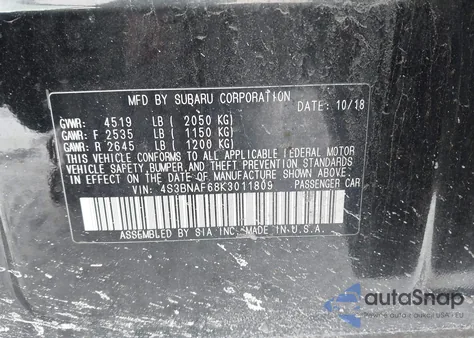 MFD BY SUBARU CORPORATION
DATE: 10/18
GVWR: 4519 LB ( 2050 KG)
GAWR: F 2535 LB ( 1150 KG)
GAWR: R 2645 LB ( 1200 KG)
THIS VEHICLE CONFORMS TO ALL APPLICABLE FEDERAL MOTOR
VEHICLE SAFETY, BUMPER, AND THEFT PREVENTION STANDARDS
IN EFFECT ON THE DATE OF MANUFACTURE SHOWN ABOVE.
VIN: 4S3BNAF68K3011809 PASSENGER CAR
ASSEMBLED BY SIA INC. MADE IN U.S.A.
autoSnap